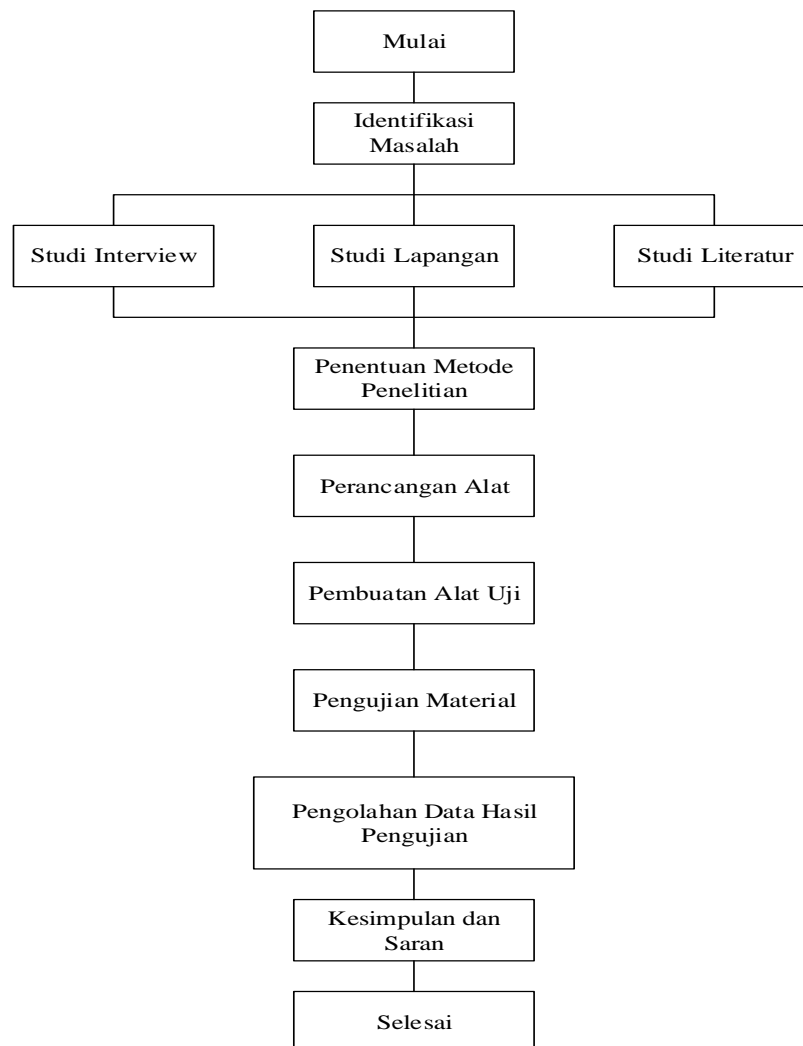 Mulai
Identifikasi
Masalah
Studi Interview
Studi Lapangan
Studi Literatur
Penentuan Metode
Penelitian
Perancangan Alat
Pembuatan Alat Uji
Pengujian Material
Pengolahan Data Hasil
Pengujian
Kesimpulan dan
Saran
Selesai